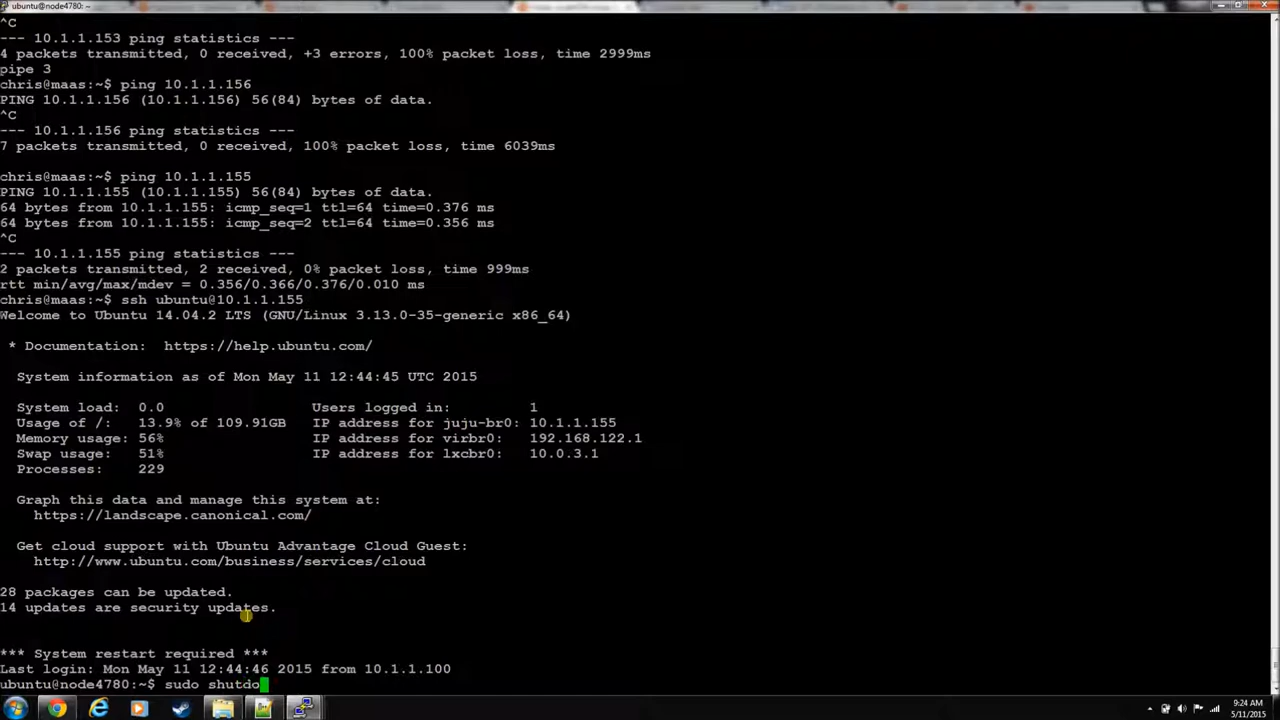 ubuntu@node4780: ~
^C
--- 10.1.1.153 ping statistics ---
4 packets transmitted, 0 received, +3 errors, 100% packet loss, time 2999ms
pipe 3
chris@maas:~$ ping 10.1.1.156
PING 10.1.1.156 (10.1.1.156) 56(84) bytes of data.
^C
--- 10.1.1.156 ping statistics ---
7 packets transmitted, 0 received, 100% packet loss, time 6039ms
chris@maas:~$ ping 10.1.1.155
PING 10.1.1.155 (10.1.1.155) 56(84) bytes of data.
64 bytes from 10.1.1.155: icmp_seq=1 ttl=64 time=0.376 ms
64 bytes from 10.1.1.155: icmp_seq=2 ttl=64 time=0.356 ms
^C
--- 10.1.1.155 ping statistics ---
2 packets transmitted, 2 received, 0% packet loss, time 999ms
rtt min/avg/max/mdev = 0.356/0.366/0.376/0.010 ms
chris@maas:~$ ssh ubuntu@10.1.1.155
Welcome to Ubuntu 14.04.2 LTS (GNU/Linux 3.13.0-35-generic x86_64)
* Documentation:  https://help.ubuntu.com/
System information as of Mon May 11 12:44:45 UTC 2015
System load: 0.0 Users logged in: 1
Usage of /: 13.9% of 109.91GB IP address for juju-br0: 10.1.1.155
Memory usage: 56% IP address for virbr0: 192.168.122.1
Swap usage: 51% IP address for lxcbr0: 10.0.3.1
Processes: 229
Graph this data and manage this system at:
https://landscape.canonical.com/
Get cloud support with Ubuntu Advantage Cloud Guest:
http://www.ubuntu.com/business/services/cloud
28 packages can be updated.
14 updates are security updates.
*** System restart required ***
Last login: Mon May 11 12:44:46 2015 from 10.1.1.100
ubuntu@node4780:~$ sudo shutdo
9:24 AM
5/11/2015